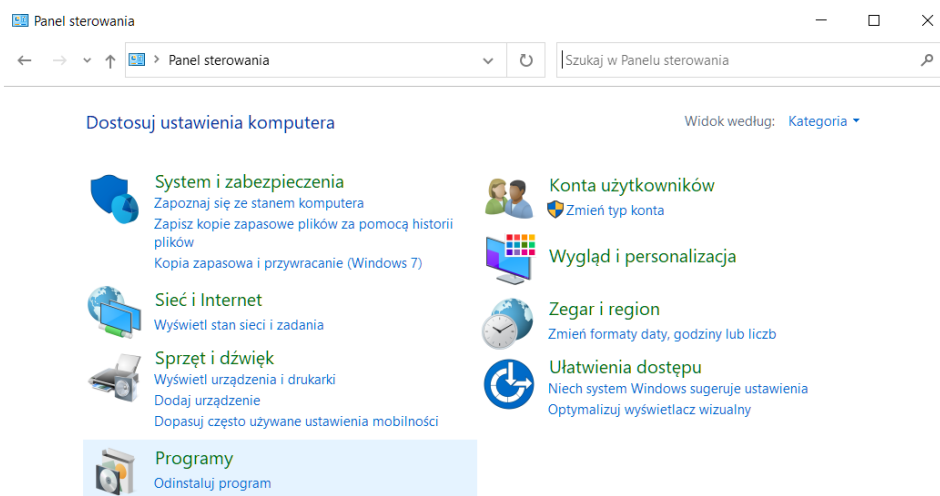 Panel sterowania
Panel sterowania
Szukaj w Panelu sterowania
Dostosuj ustawienia komputera
Widok według: Kategoria
System i zabezpieczenia
Zapoznaj się ze stanem komputera
Zapisz kopie zapasowe plików za pomocą historii
plików
Kopia zapasowa i przywracanie (Windows 7)
Sieć i Internet
Wyświetl stan sieci i zadania
Sprzęt i dźwięk
Wyświetl urządzenia i drukarki
Dodaj urządzenie
Dopasuj często używane ustawienia mobilności
Programy
Odinstaluj program
Konta użytkowników
Zmień typ konta
Wygląd i personalizacja
Zegar i region
Zmień formaty daty, godziny lub liczb
Ułatwienia dostępu
Niech system Windows sugeruje ustawienia
Optymalizuj wyświetlacz wizualny